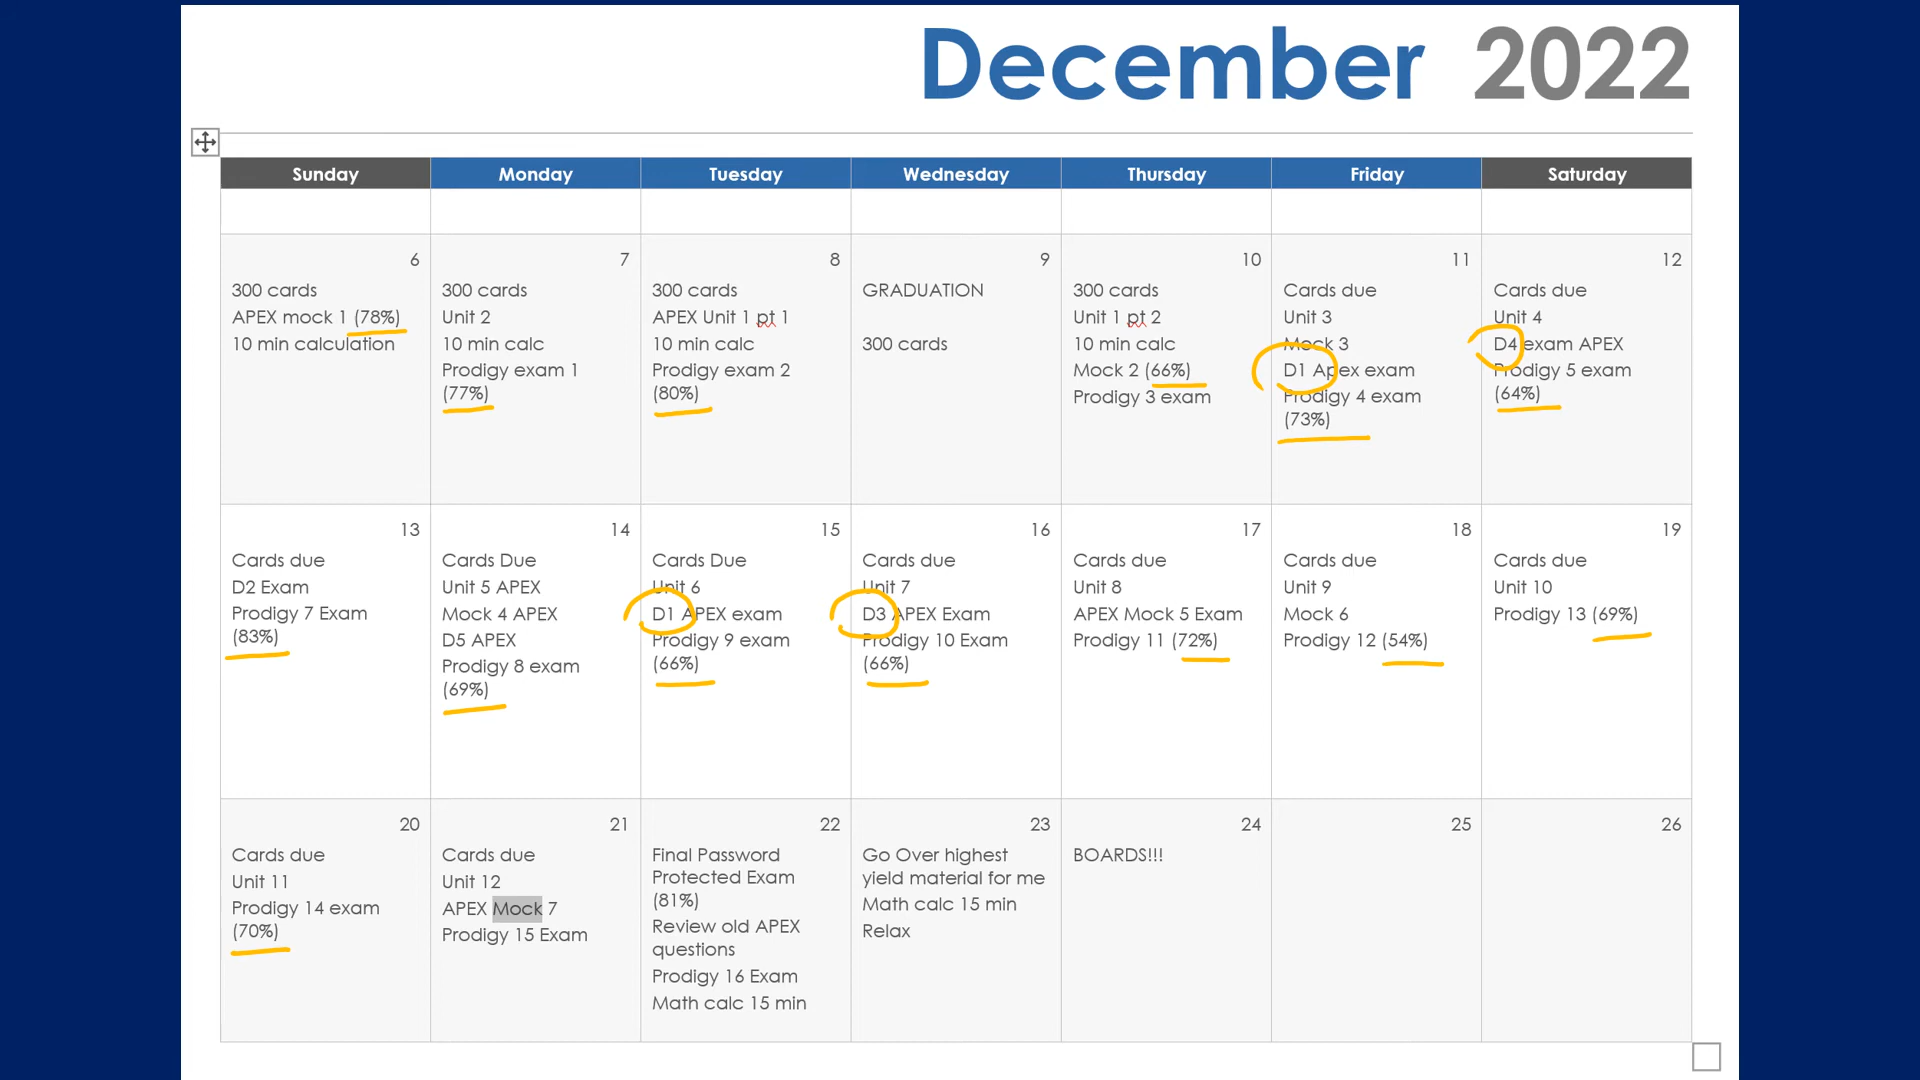 December 2022
Sunday Monday Tuesday Wednesday Thursday Friday Saturday
6
300 cards
APEX mock 1 (78%)
10 min calculation
7
300 cards
Unit 2
10 min calc
Prodigy exam 1
(77%)
8
300 cards
APEX Unit 1 pt 1
10 min calc
Prodigy exam 2
(80%)
9
GRADUATION
300 cards
10
300 cards
Unit 1 pt 2
10 min calc
Mock 2 (66%)
Prodigy 3 exam
11
Cards due
Unit 3
Mock 3
D1 Apex exam
Prodigy 4 exam
(73%)
12
Cards due
Unit 4
D4 exam APEX
Prodigy 5 exam
(64%)
13
Cards due
D2 Exam
Prodigy 7 Exam
(83%)
14
Cards Due
Unit 5 APEX
Mock 4 APEX
D5 APEX
Prodigy 8 exam
(69%)
15
Cards Due
Unit 6
D1 APEX exam
Prodigy 9 exam
(66%)
16
Cards due
Unit 7
D3 APEX Exam
Prodigy 10 Exam
(66%)
17
Cards due
Unit 8
APEX Mock 5 Exam
Prodigy 11 (72%)
18
Cards due
Unit 9
Mock 6
Prodigy 12 (54%)
19
Cards due
Unit 10
Prodigy 13 (69%)
20
Cards due
Unit 11
Prodigy 14 exam
(70%)
21
Cards due
Unit 12
APEX Mock 7
Prodigy 15 Exam
22
Final Password
Protected Exam
(81%)
Review old APEX
questions
Prodigy 16 Exam
Math calc 15 min
23
Go Over highest
yield material for me
Math calc 15 min
Relax
24
BOARDS!!!
25
26